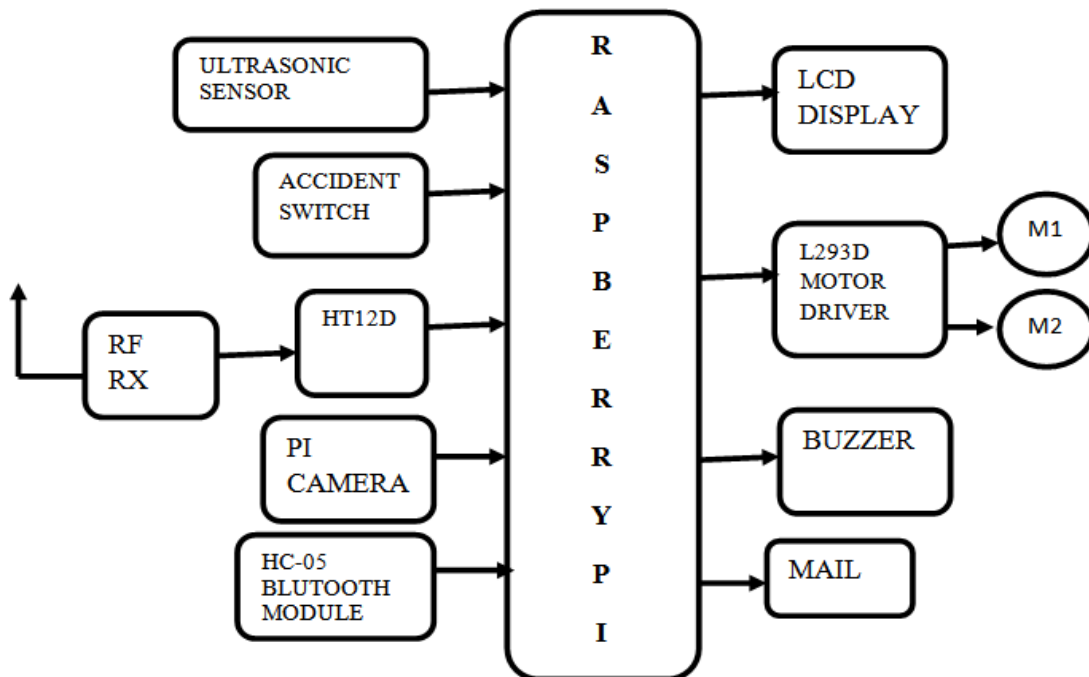 ULTRASONIC
SENSOR
ACCIDENT
SWITCH
RF
RX
HT12D
PI
CAMERA
HC-05
BLUTOOTH
MODULE
R
A
S
P
B
E
R
R
Y
P
I
LCD
DISPLAY
L293D
MOTOR
DRIVER
M1
M2
BUZZER
MAIL